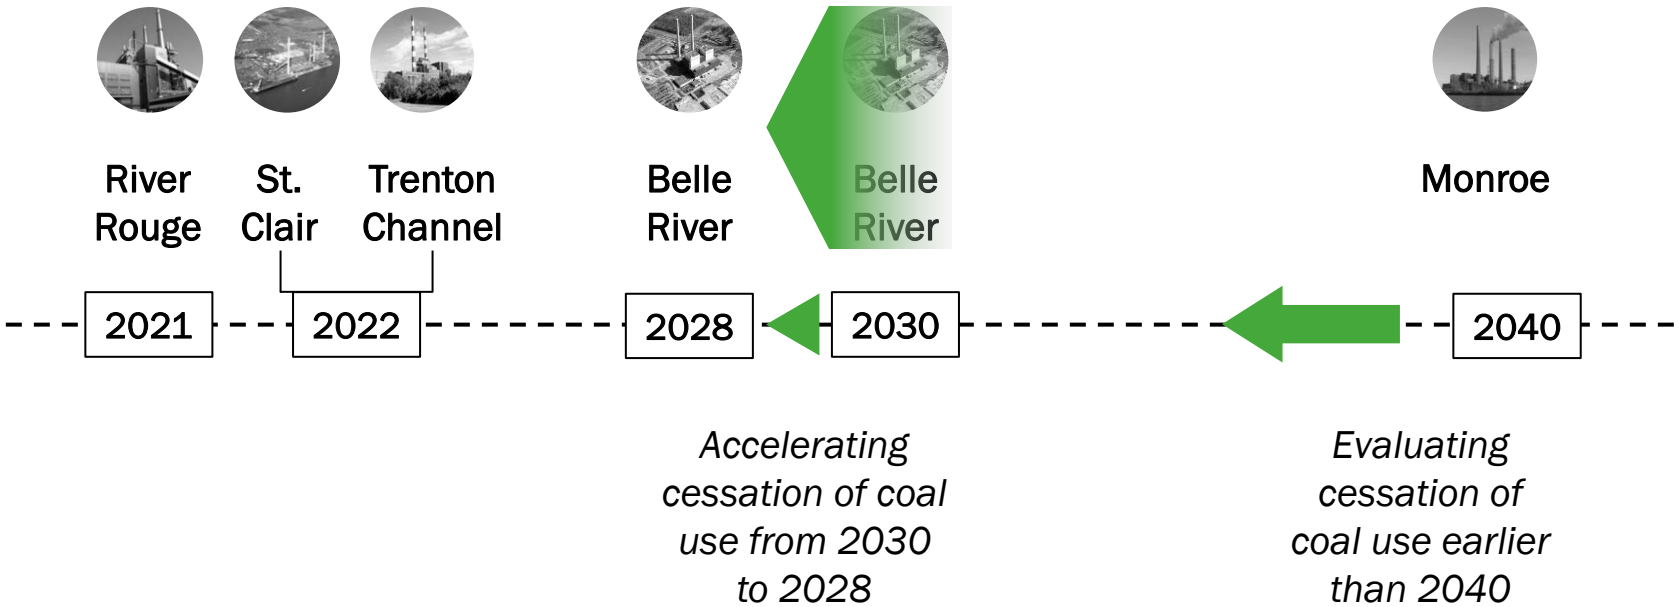 River
Rouge
St.
Clair
Trenton
Channel
Belle
River
Belle
River
Monroe
2021
2022
2028
2030
2040
Accelerating
cessation of coal
use from 2030
to 2028
Evaluating
cessation of
coal use earlier
than 2040